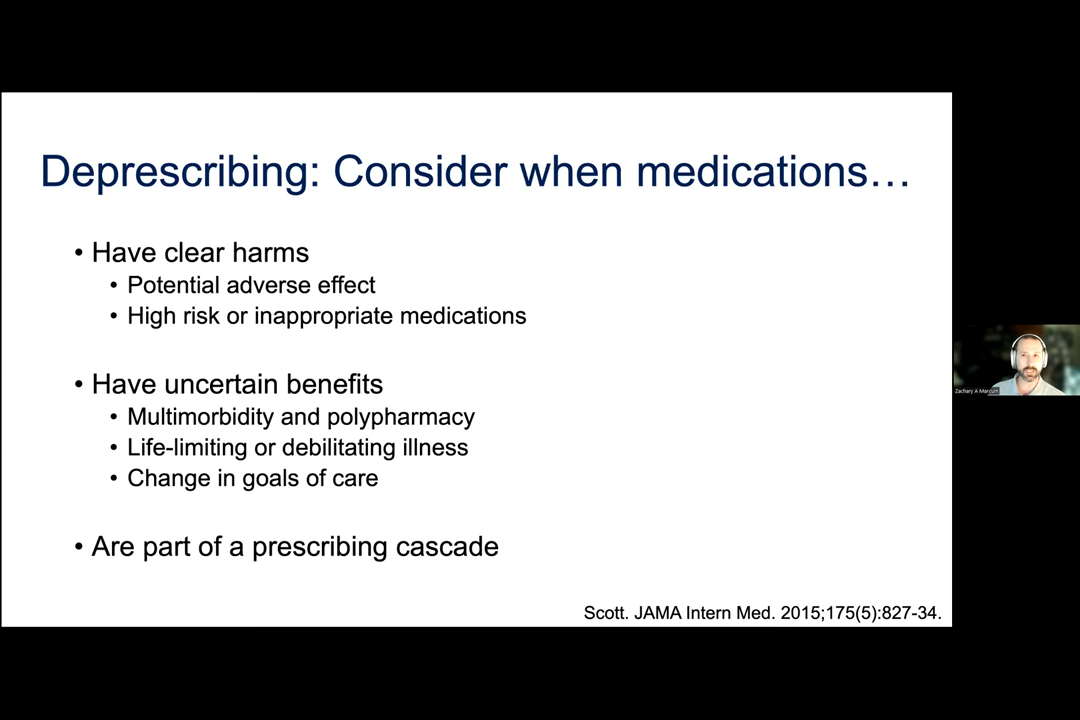 Deprescribing: Consider when medications…
• Have clear harms
• Potential adverse effect
• High risk or inappropriate medications
• Have uncertain benefits
• Multimorbidity and polypharmacy
• Life-limiting or debilitating illness
• Change in goals of care
• Are part of a prescribing cascade
Scott. JAMA Intern Med. 2015;175(5):827-34.
Zachary A Marcum